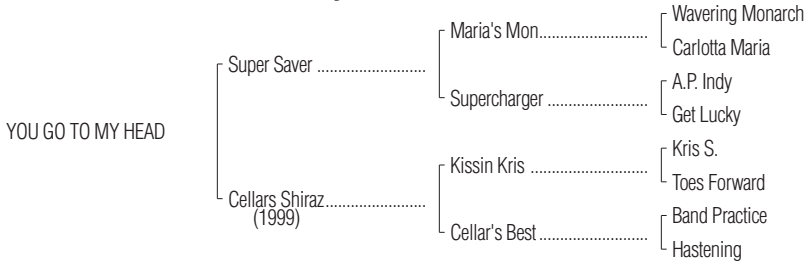 Wavering Monarch
Maria's Mon..........................
Carlotta Maria
Super Saver ..........................
A.P. Indy
Supercharger ........................
Get Lucky
YOU GO TO MY HEAD
Kris S.
Kissin Kris ............................
Toes Forward
Cellars Shiraz........................
(1999)
Band Practice
Cellar's Best..........................
Hastening